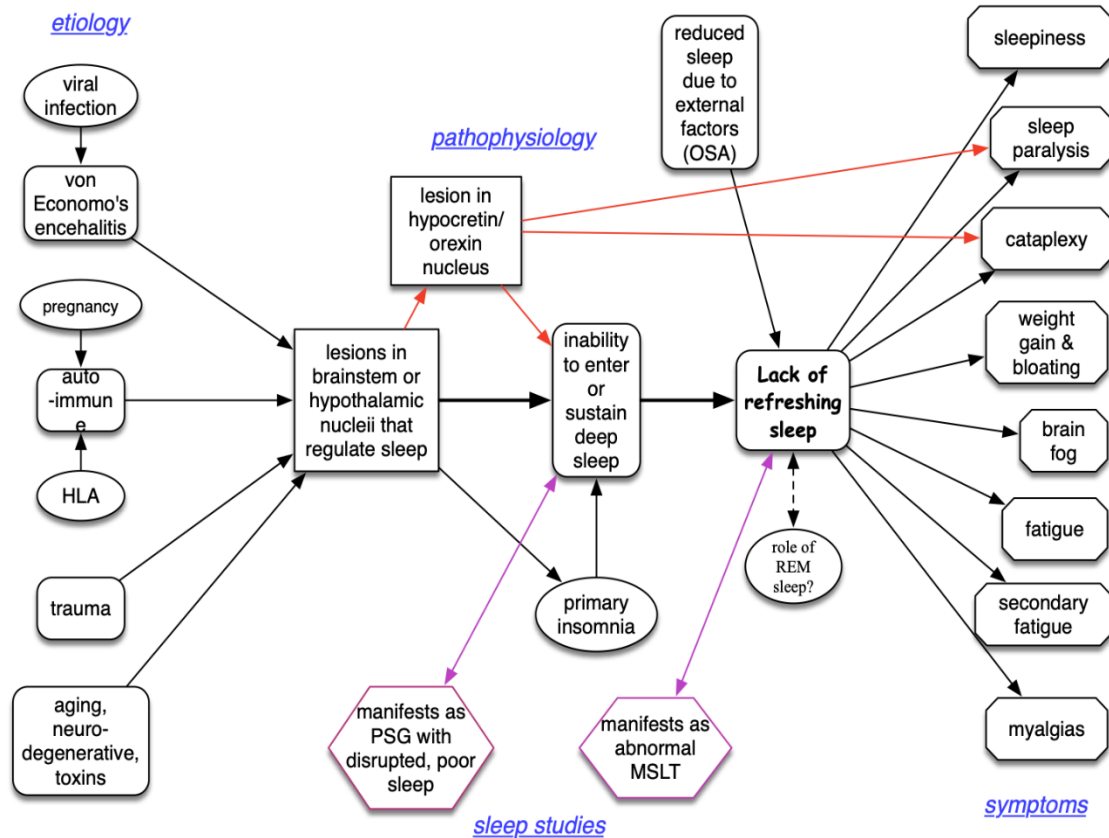 etiology
viral
infection
von
Economo's
encehalitis
pregnancy
auto
-immun
e
HLA
trauma
aging,
neuro-
degenerative,
toxins
pathophysiology
lesion in
hypocretin/
orexin
nucleus
lesions in
brainstem or
hypothalamic
nucleii that
regulate sleep
inability
to enter
or
sustain
deep
sleep
primary
insomnia
reduced
sleep
due to
external
factors
(OSA)
Lack of
refreshing
sleep
role of
REM
sleep?
manifests as
PSG with
disrupted, poor
sleep
manifests as
abnormal
MSLT
sleep studies
sleepiness
sleep
paralysis
cataplexy
weight
gain &
bloating
brain
fog
fatigue
secondary
fatigue
myalgias
symptoms